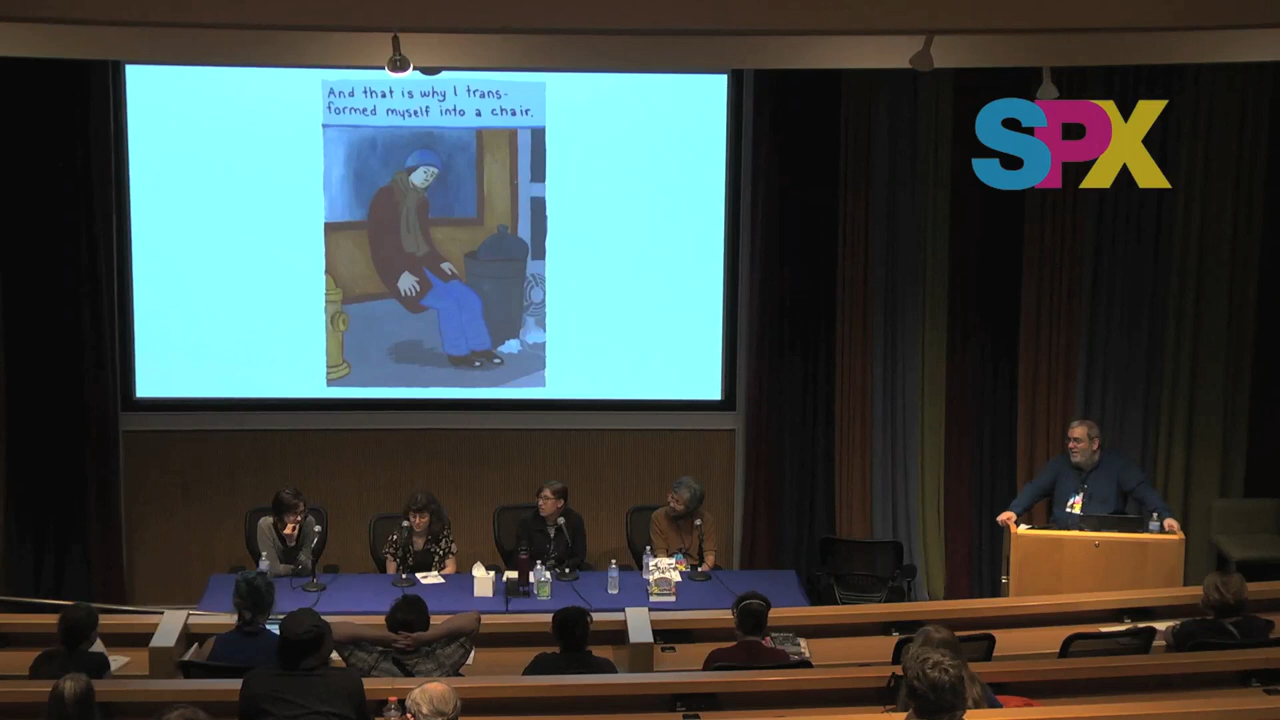 And that is why I trans-
formed myself into a chair.
SPX